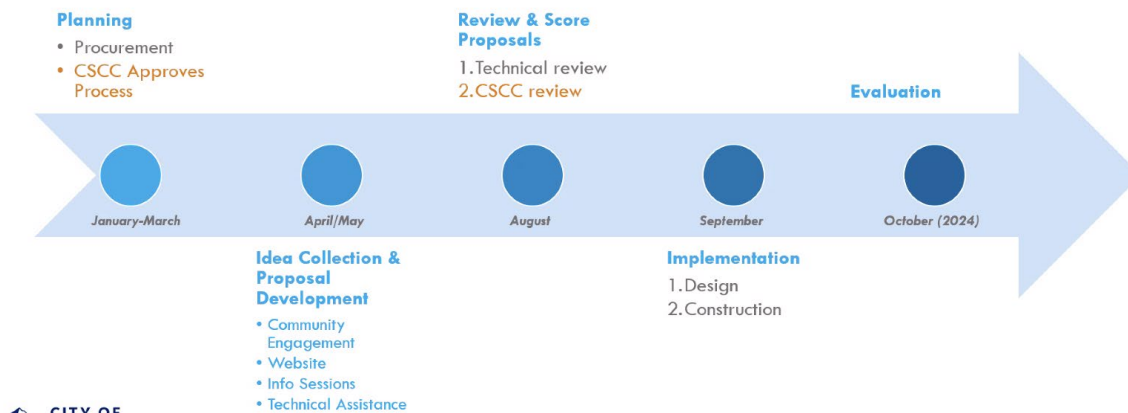 Planning
• Procurement
• CSCC Approves
Process
Review & Score
Proposals
1.Technical review
2.CSCC review
Evaluation
January-March
April/May
August
September
October (2024)
Idea Collection &
Proposal
Development
• Community
Engagement
• Website
• Info Sessions
• Technical Assistance
Implementation
1.Design
2.Construction
CITY OF